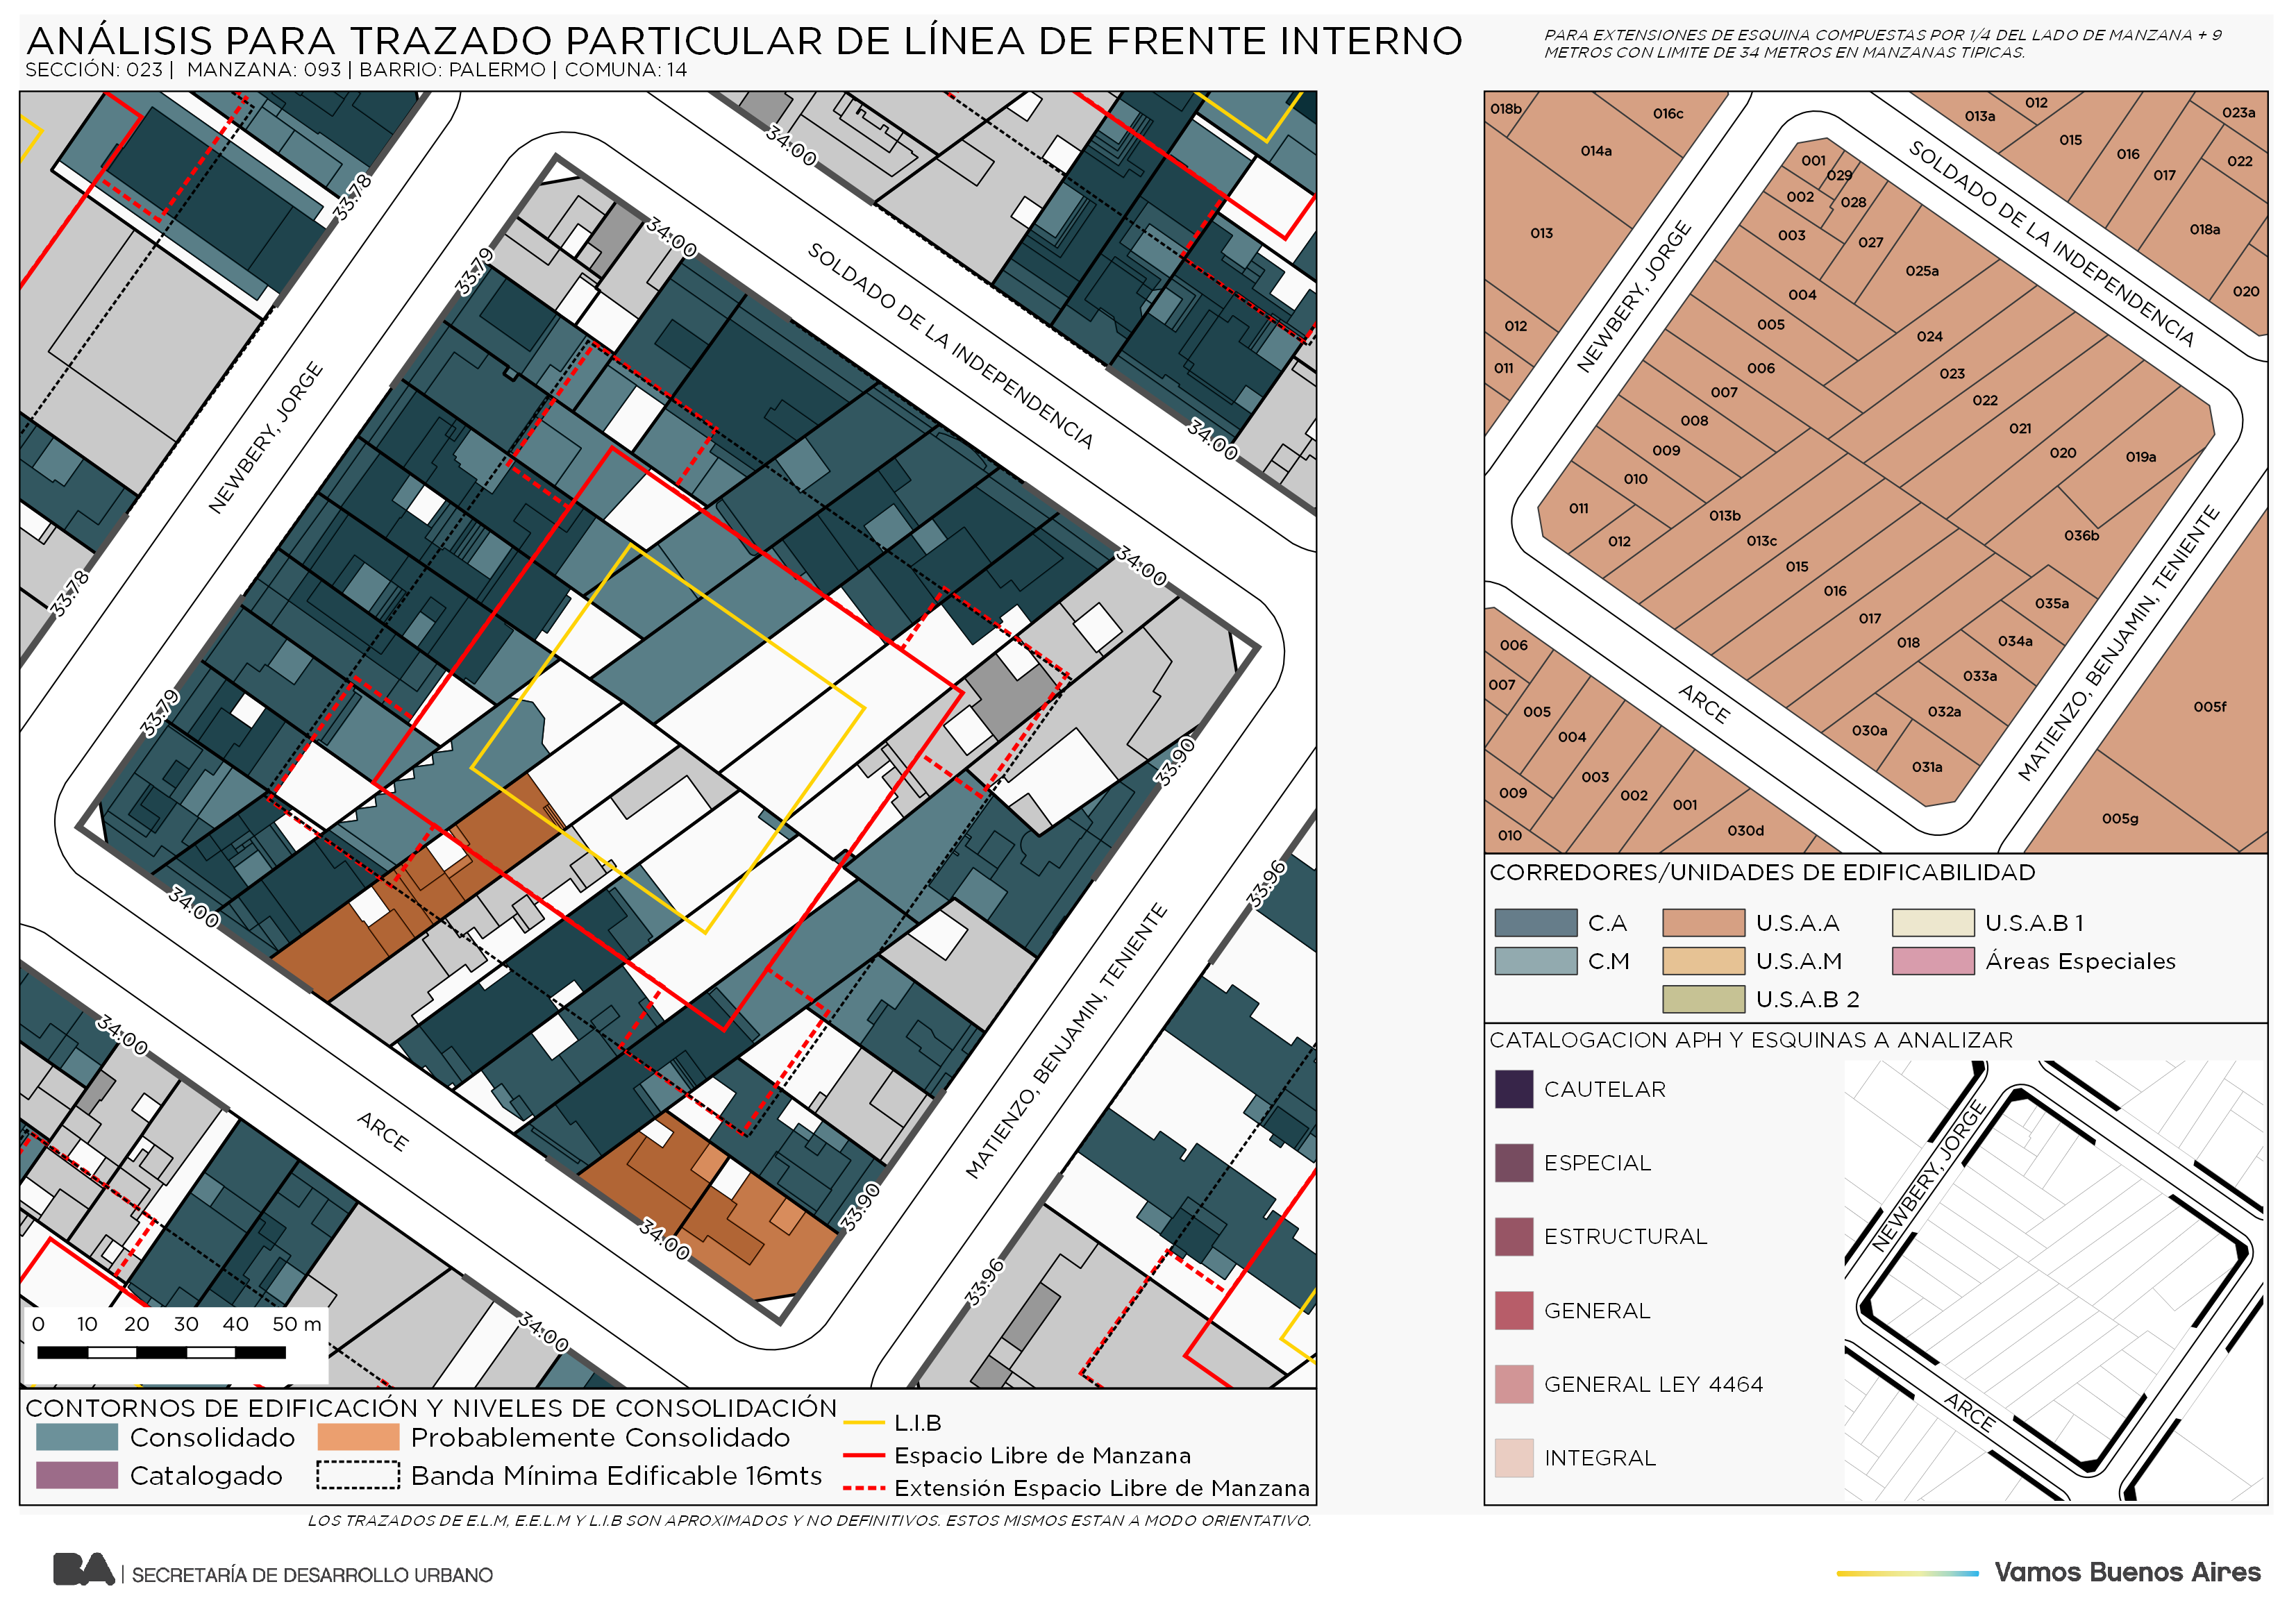 ANÁLISIS PARA TRAZADO PARTICULAR DE LÍNEA DE FRENTE INTERNO
SECCIÓN: 023 | MANZANA: 093 | BARRIO: PALERMO | COMUNA: 14
PARA EXTENSIONES DE ESQUINA COMPUESTAS POR 1/4 DEL LADO DE MANZANA + 9
METROS CON LIMITE DE 34 METROS EN MANZANAS TIPICAS.
34.00
33.78
34.00
33.79
SOLDADO DE LA INDEPENDENCIA
NEWBERY, JORGE
34.00
34.00
33.78
33.79
33.90
34.00
33.96
34.00
ARCE
MATIENZO, BENJAMIN, TENIENTE
33.90
34.00
33.96
34.00
0 10 20 30 40 50 m
CONTORNOS DE EDIFICACIÓN Y NIVELES DE CONSOLIDACIÓN
Consolidado
Probablemente Consolidado
Catalogado
Banda Mínima Edificable 16mts
L.I.B
Espacio Libre de Manzana
Extensión Espacio Libre de Manzana
LOS TRAZADOS DE E.L.M, E.E.L.M Y L.I.B SON APROXIMADOS Y NO DEFINITIVOS. ESTOS MISMOS ESTAN A MODO ORIENTATIVO.
018b
016c
014a
013
012
011
013a
012
015
016
017
023a
022
018a
020
SOLDADO DE LA INDEPENDENCIA
NEWBERY, JORGE
001
029
002
028
003
027
025a
004
005
024
006
023
007
022
008
021
009
020
019a
010
011
013b
012
013c
036b
015
016
035a
017
034a
018
033a
032a
030a
031a
ARCE
MATIENZO, BENJAMIN, TENIENTE
006
007
005
004
003
002
001
009
010
030d
005f
005g
CORREDORES/UNIDADES DE EDIFICABILIDAD
C.A
U.S.A.A
U.S.A.B 1
C.M
U.S.A.M
Áreas Especiales
U.S.A.B 2
CATALOGACION APH Y ESQUINAS A ANALIZAR
CAUTELAR
ESPECIAL
ESTRUCTURAL
GENERAL
GENERAL LEY 4464
INTEGRAL
NEWBERY, JORGE
ARCE
BA | SECRETARÍA DE DESARROLLO URBANO
Vamos Buenos Aires